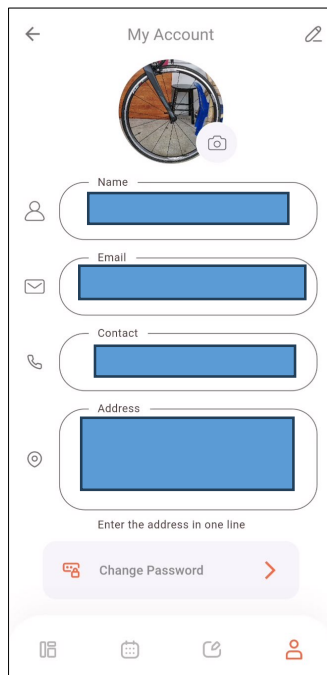 My Account
Name
Email
Contact
Address
Enter the address in one line
Change Password